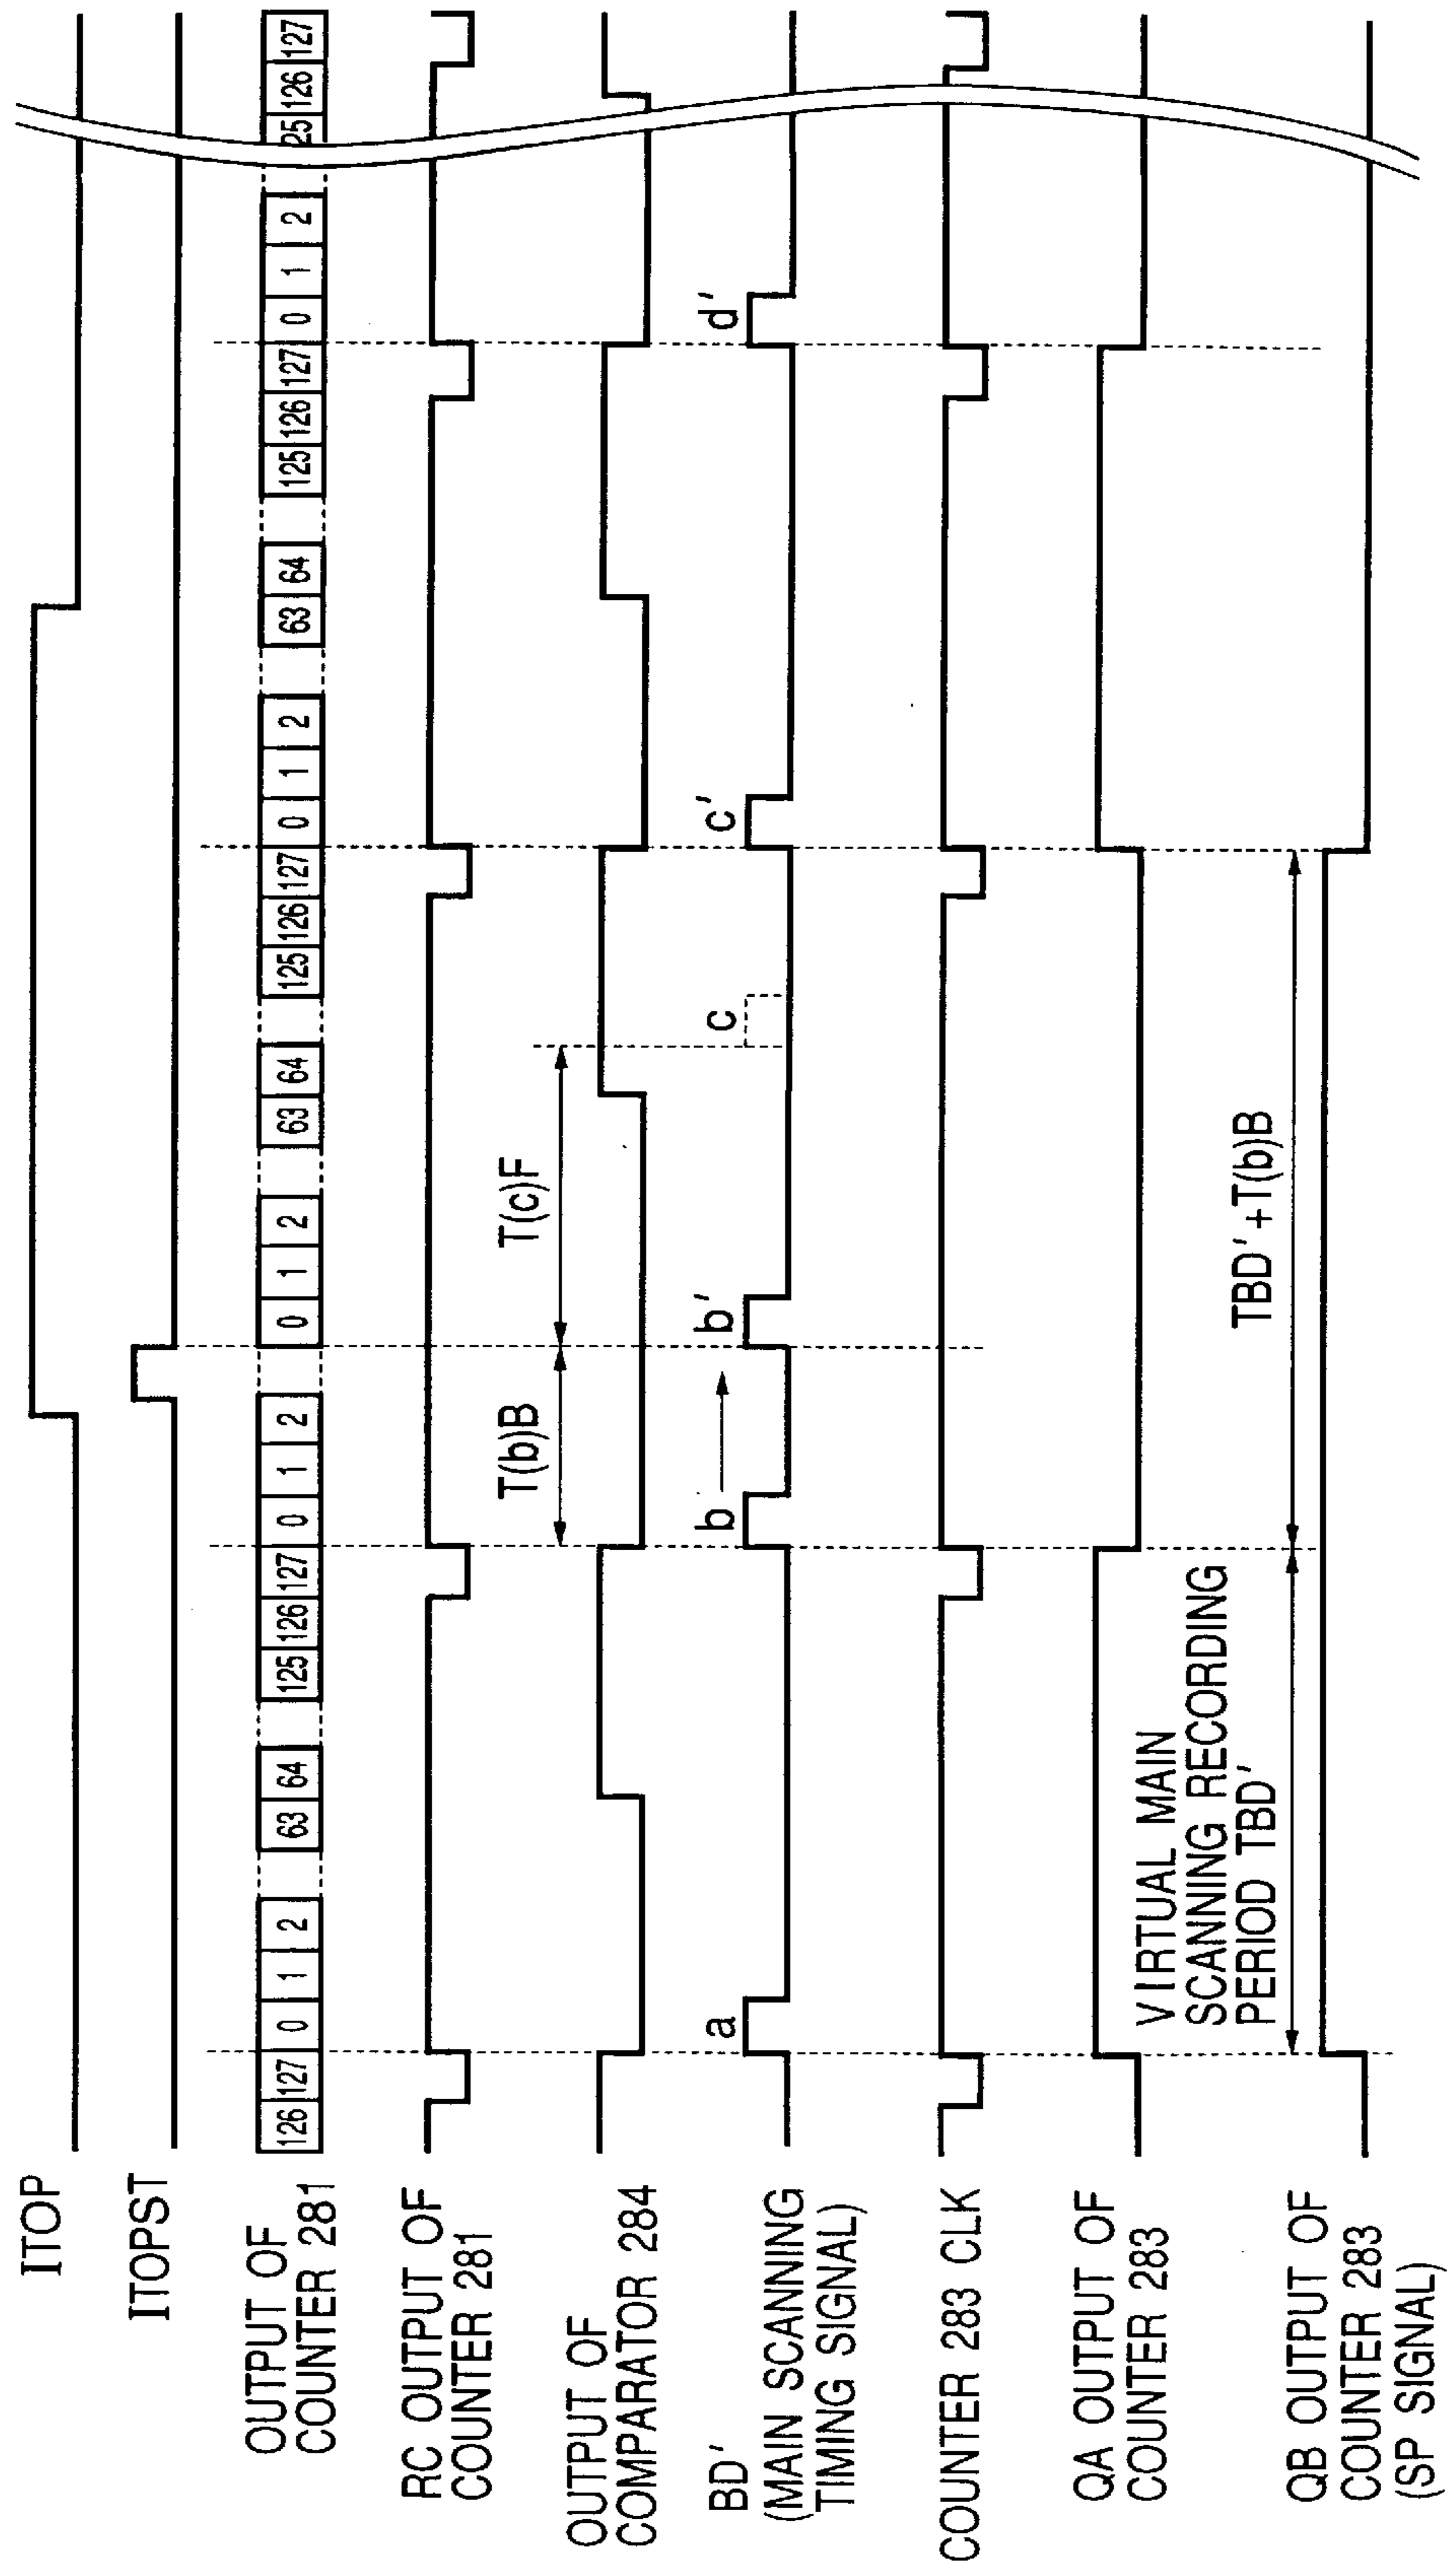 ITOP
ITOPST
OUTPUT OF
COUNTER 281
126 127 0 1 2 63 64 125 126 127 0 1 2 0 1 2 63 64 125 126 127 0 1 2 63 64 125 126 127 0 1 2 25 126 127
RC OUTPUT OF
COUNTER 281
OUTPUT OF
COMPARATOR 284
T(b)B T(c)F
BD'
(MAIN SCANNING
TIMING SIGNAL)
a b b' c c' d'
COUNTER 283 CLK
QA OUTPUT OF
COUNTER 283
VIRTUAL MAIN
SCANNING RECORDING
PERIOD TBD'
TBD'+T(b)B
QB OUTPUT OF
COUNTER 283
(SP SIGNAL)